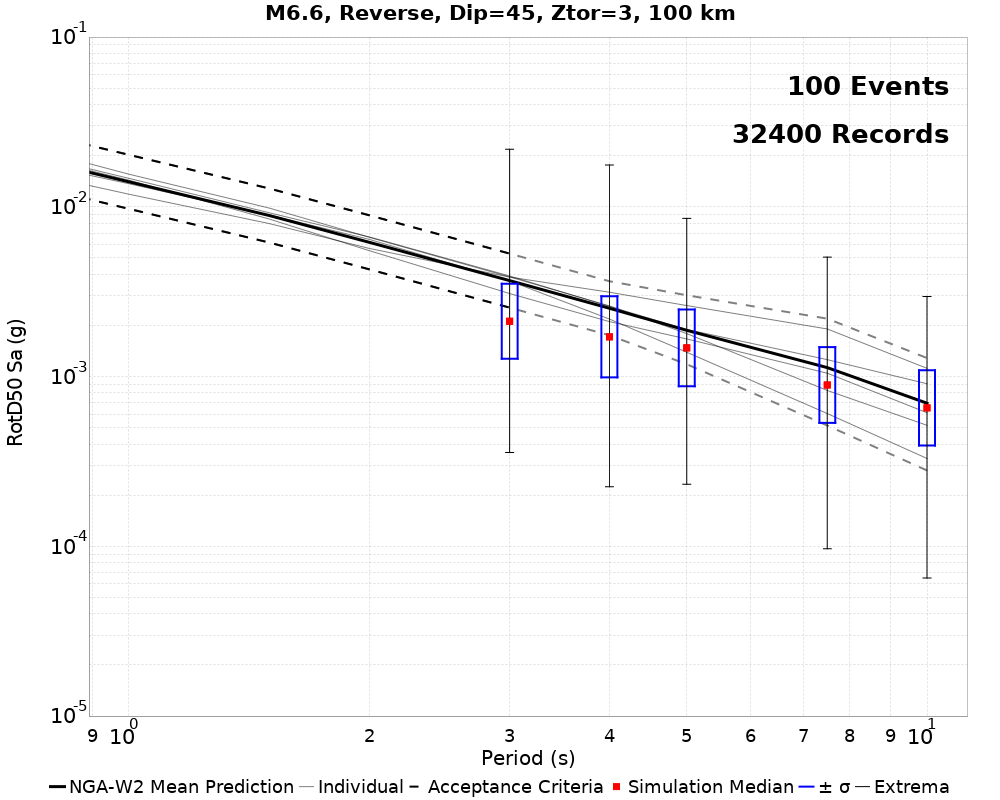 M6.6, Reverse, Dip=45, Ztor=3, 100 km
100 Events
32400 Records
10-1
10-2
10-3
10-4
10-5
RotD50 Sa (g)
9 100 2 3 4 5 6 7 8 9 101
Period (s)
NGA-W2 Mean Prediction Individual Acceptance Criteria Simulation Median ± σ Extrema